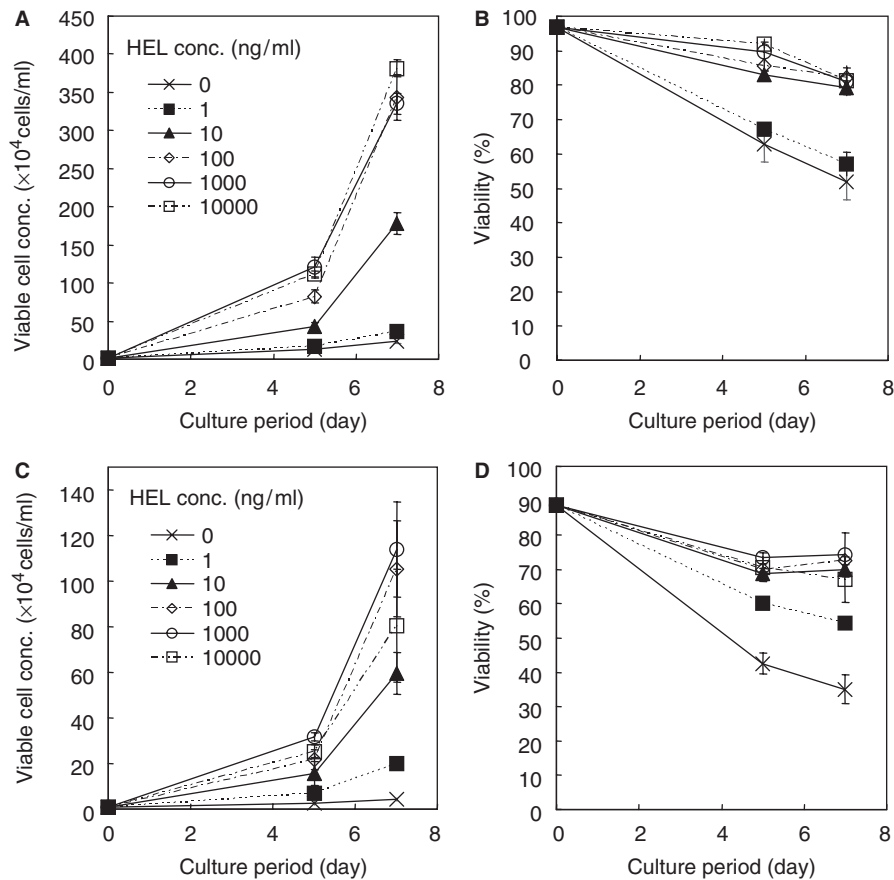 A
450
400
350
300
250
200
150
100
50
0
Viable cell conc. (×10⁴ cells/ml)
HEL conc. (ng/ml)
0
1
10
100
1000
10000
0 2 4 6 8
Culture period (day)
B
100
90
80
70
60
50
40
30
20
10
0
Viability (%)
0 2 4 6 8
Culture period (day)
C
140
120
100
80
60
40
20
0
Viable cell conc. (×10⁴ cells/ml)
HEL conc. (ng/ml)
0
1
10
100
1000
10000
0 2 4 6 8
Culture period (day)
D
100
90
80
70
60
50
40
30
20
10
0
Viability (%)
0 2 4 6 8
Culture period (day)